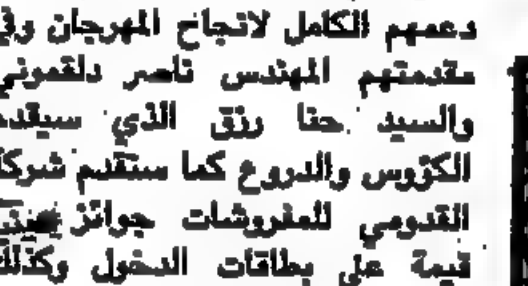 دعمهم الكامل لانجاح المهرجان وفي
مقدمتهم المهندس ناصر دلقموني
والسيد حنا رزق الذي سيقدم
الكؤوس والدروع كما ستقدم شركة
القدومي للمفروشات جوائز عينية
قيمة على بطاقات الدخول وكذلك